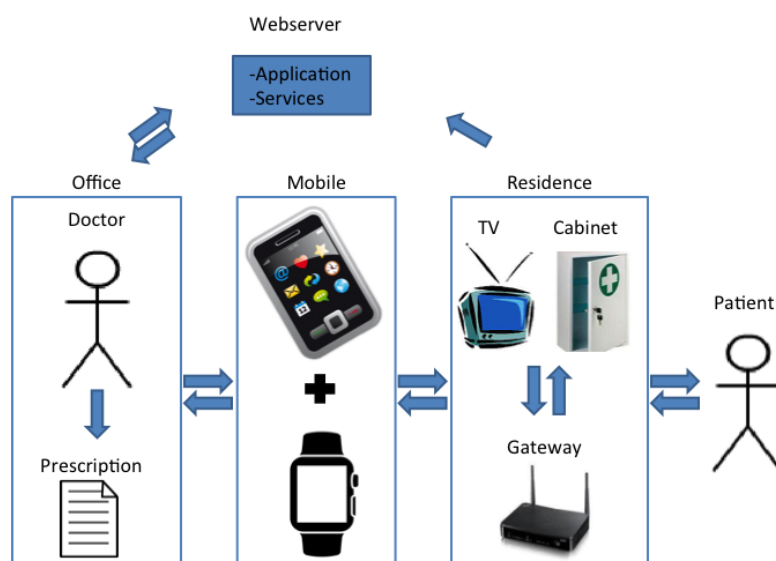 Webserver
-Application
-Services
Office
Mobile
Residence
Doctor
TV
Cabinet
Patient
Prescription
Gateway